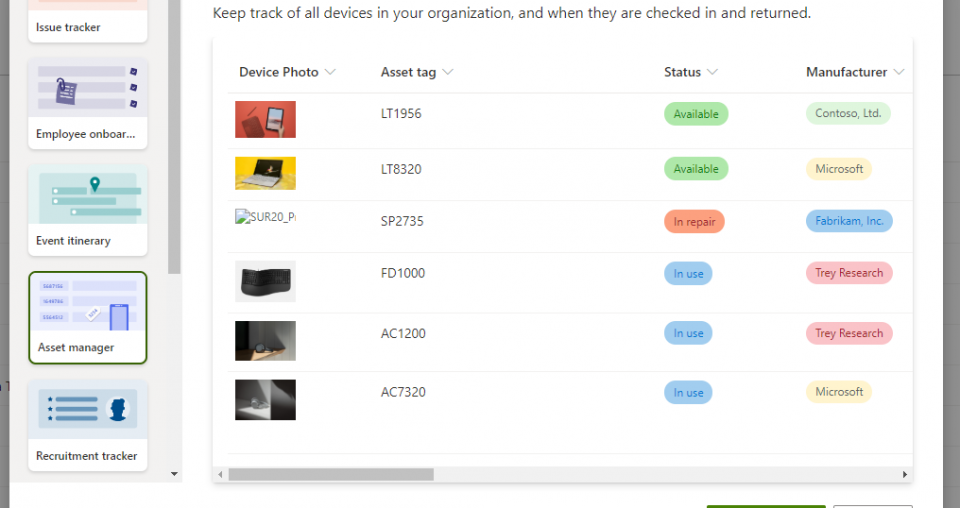 Keep track of all devices in your organization, and when they are checked in and returned.
Issue tracker
Employee onboar...
Event itinerary
Asset manager
Recruitment tracker
Device Photo Asset tag Status Manufacturer
LT1956 Available Contoso, Ltd.
LT8320 Available Microsoft
SUR20_P SP2735 In repair Fabrikam, Inc.
FD1000 In use Trey Research
AC1200 In use Trey Research
AC7320 In use Microsoft